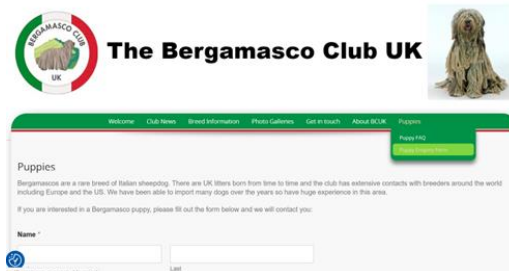 BERGAMASCO CLUB
UK
The Bergamasco Club UK
Welcome Club News Breed Information Photo Galleries Get in touch About BCUK Puppies
Puppy FAQ
Puppy Enquiry Form
Puppies
Bergamascos are a rare breed of Italian sheepdog. There are UK litters born from time to time and the club has extensive contacts with breeders around the world
including Europe and the US. We have been able to import many dogs over the years so have huge experience in this area.
If you are interested in a Bergamasco puppy, please fill out the form below and we will contact you:
Name *
Last